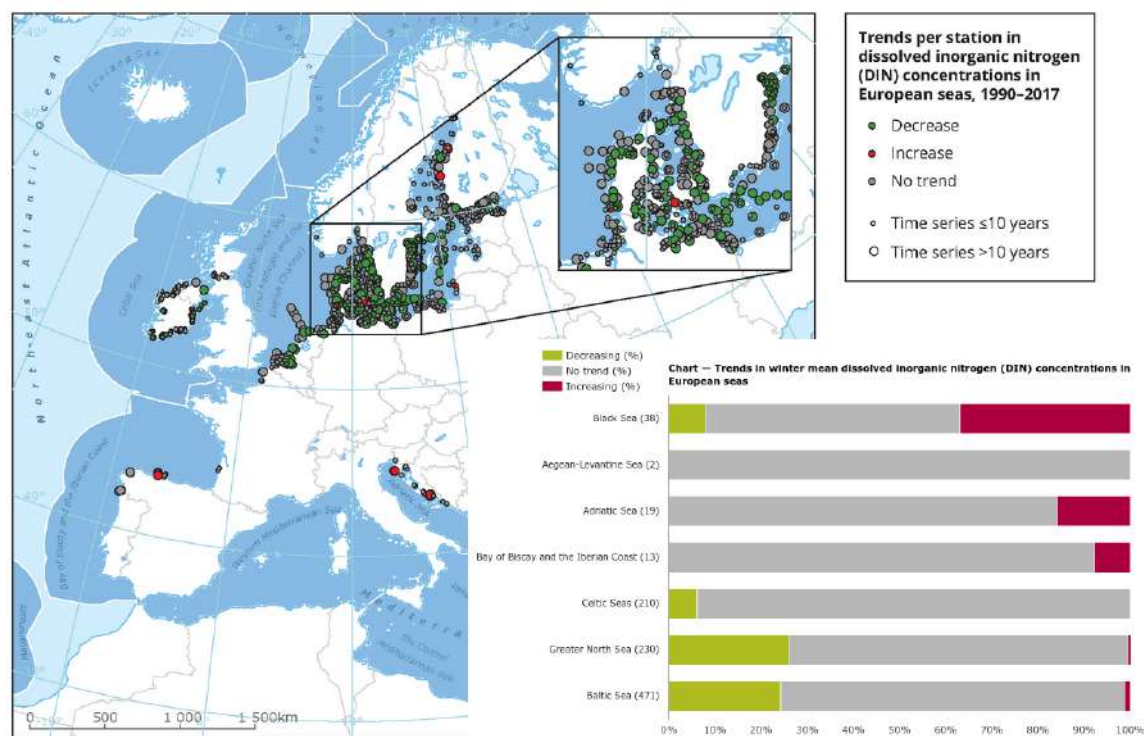 Trends per station in
dissolved inorganic nitrogen
(DIN) concentrations in
European seas, 1990–2017
Decrease
Increase
No trend
Time series ≤10 years
Time series >10 years
Iceland Sea
North-east Atlantic Ocean
Celtic Seas
Bay of Biscay and the Iberian Coast
Western Mediterranean Sea
Adriatic Sea
0 500 1 000 1 500km
Decreasing (%)
No trend (%)
Increasing (%)
Chart — Trends in winter mean dissolved inorganic nitrogen (DIN) concentrations in
European seas
Black Sea (38)
Aegean-Levantine Sea (2)
Adriatic Sea (19)
Bay of Biscay and the Iberian Coast (13)
Celtic Seas (210)
Greater North Sea (230)
Baltic Sea (471)
0% 10% 20% 30% 40% 50% 60% 70% 80% 90% 100%